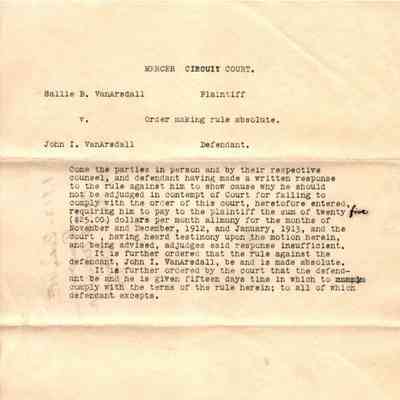 MERCER CIRCUIT COURT.
Sallie B. VanArsdall Plaintiff
v. Order making rule absolute.
John I. VanArsdall Defendant.
Come the parties in person and by their respective
counsel, and defendant having made a written response
to the rule against him to show cause why he should
not be adjudged in contempt of Court for failing to
comply with the order of this court, heretofore entered,
requiring him to pay to the plaintiff the sum of twenty five
($25.00) dollars per month alimony for the months of
November and December, 1912, and January, 1913, and the
court , having heard testimony upon the motion herein,
and being advised, adjudges said response insufficient.
It is further ordered that the rule against the
defendant, John I. VanArsdall, be and is made absolute.
It is further ordered by the court that the defend-
ant be and he is given fifteen days time in which to
comply with the terms of the rule herein; to all of which
defendant excepts.